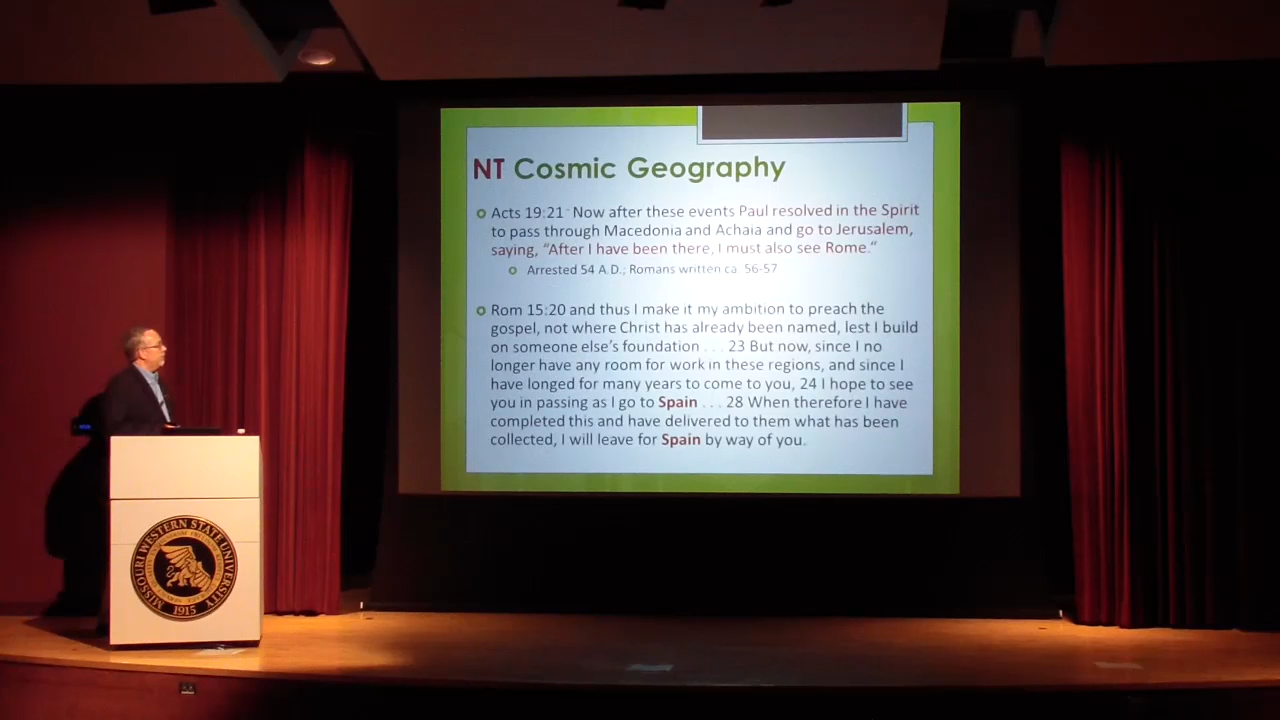 NT Cosmic Geography
Acts 19:21 Now after these events Paul resolved in the Spirit
to pass through Macedonia and Achaia and go to Jerusalem,
saying, "After I have been there, I must also see Rome."
Arrested 54 A.D.; Romans written ca. 56-57
Rom 15:20 and thus I make it my ambition to preach the
gospel, not where Christ has already been named, lest I build
on someone else's foundation . . . 23 But now, since I no
longer have any room for work in these regions, and since I
have longed for many years to come to you, 24 I hope to see
you in passing as I go to Spain . . . 28 When therefore I have
completed this and have delivered to them what has been
collected, I will leave for Spain by way of you.
MISSOURI WESTERN STATE UNIVERSITY
1915